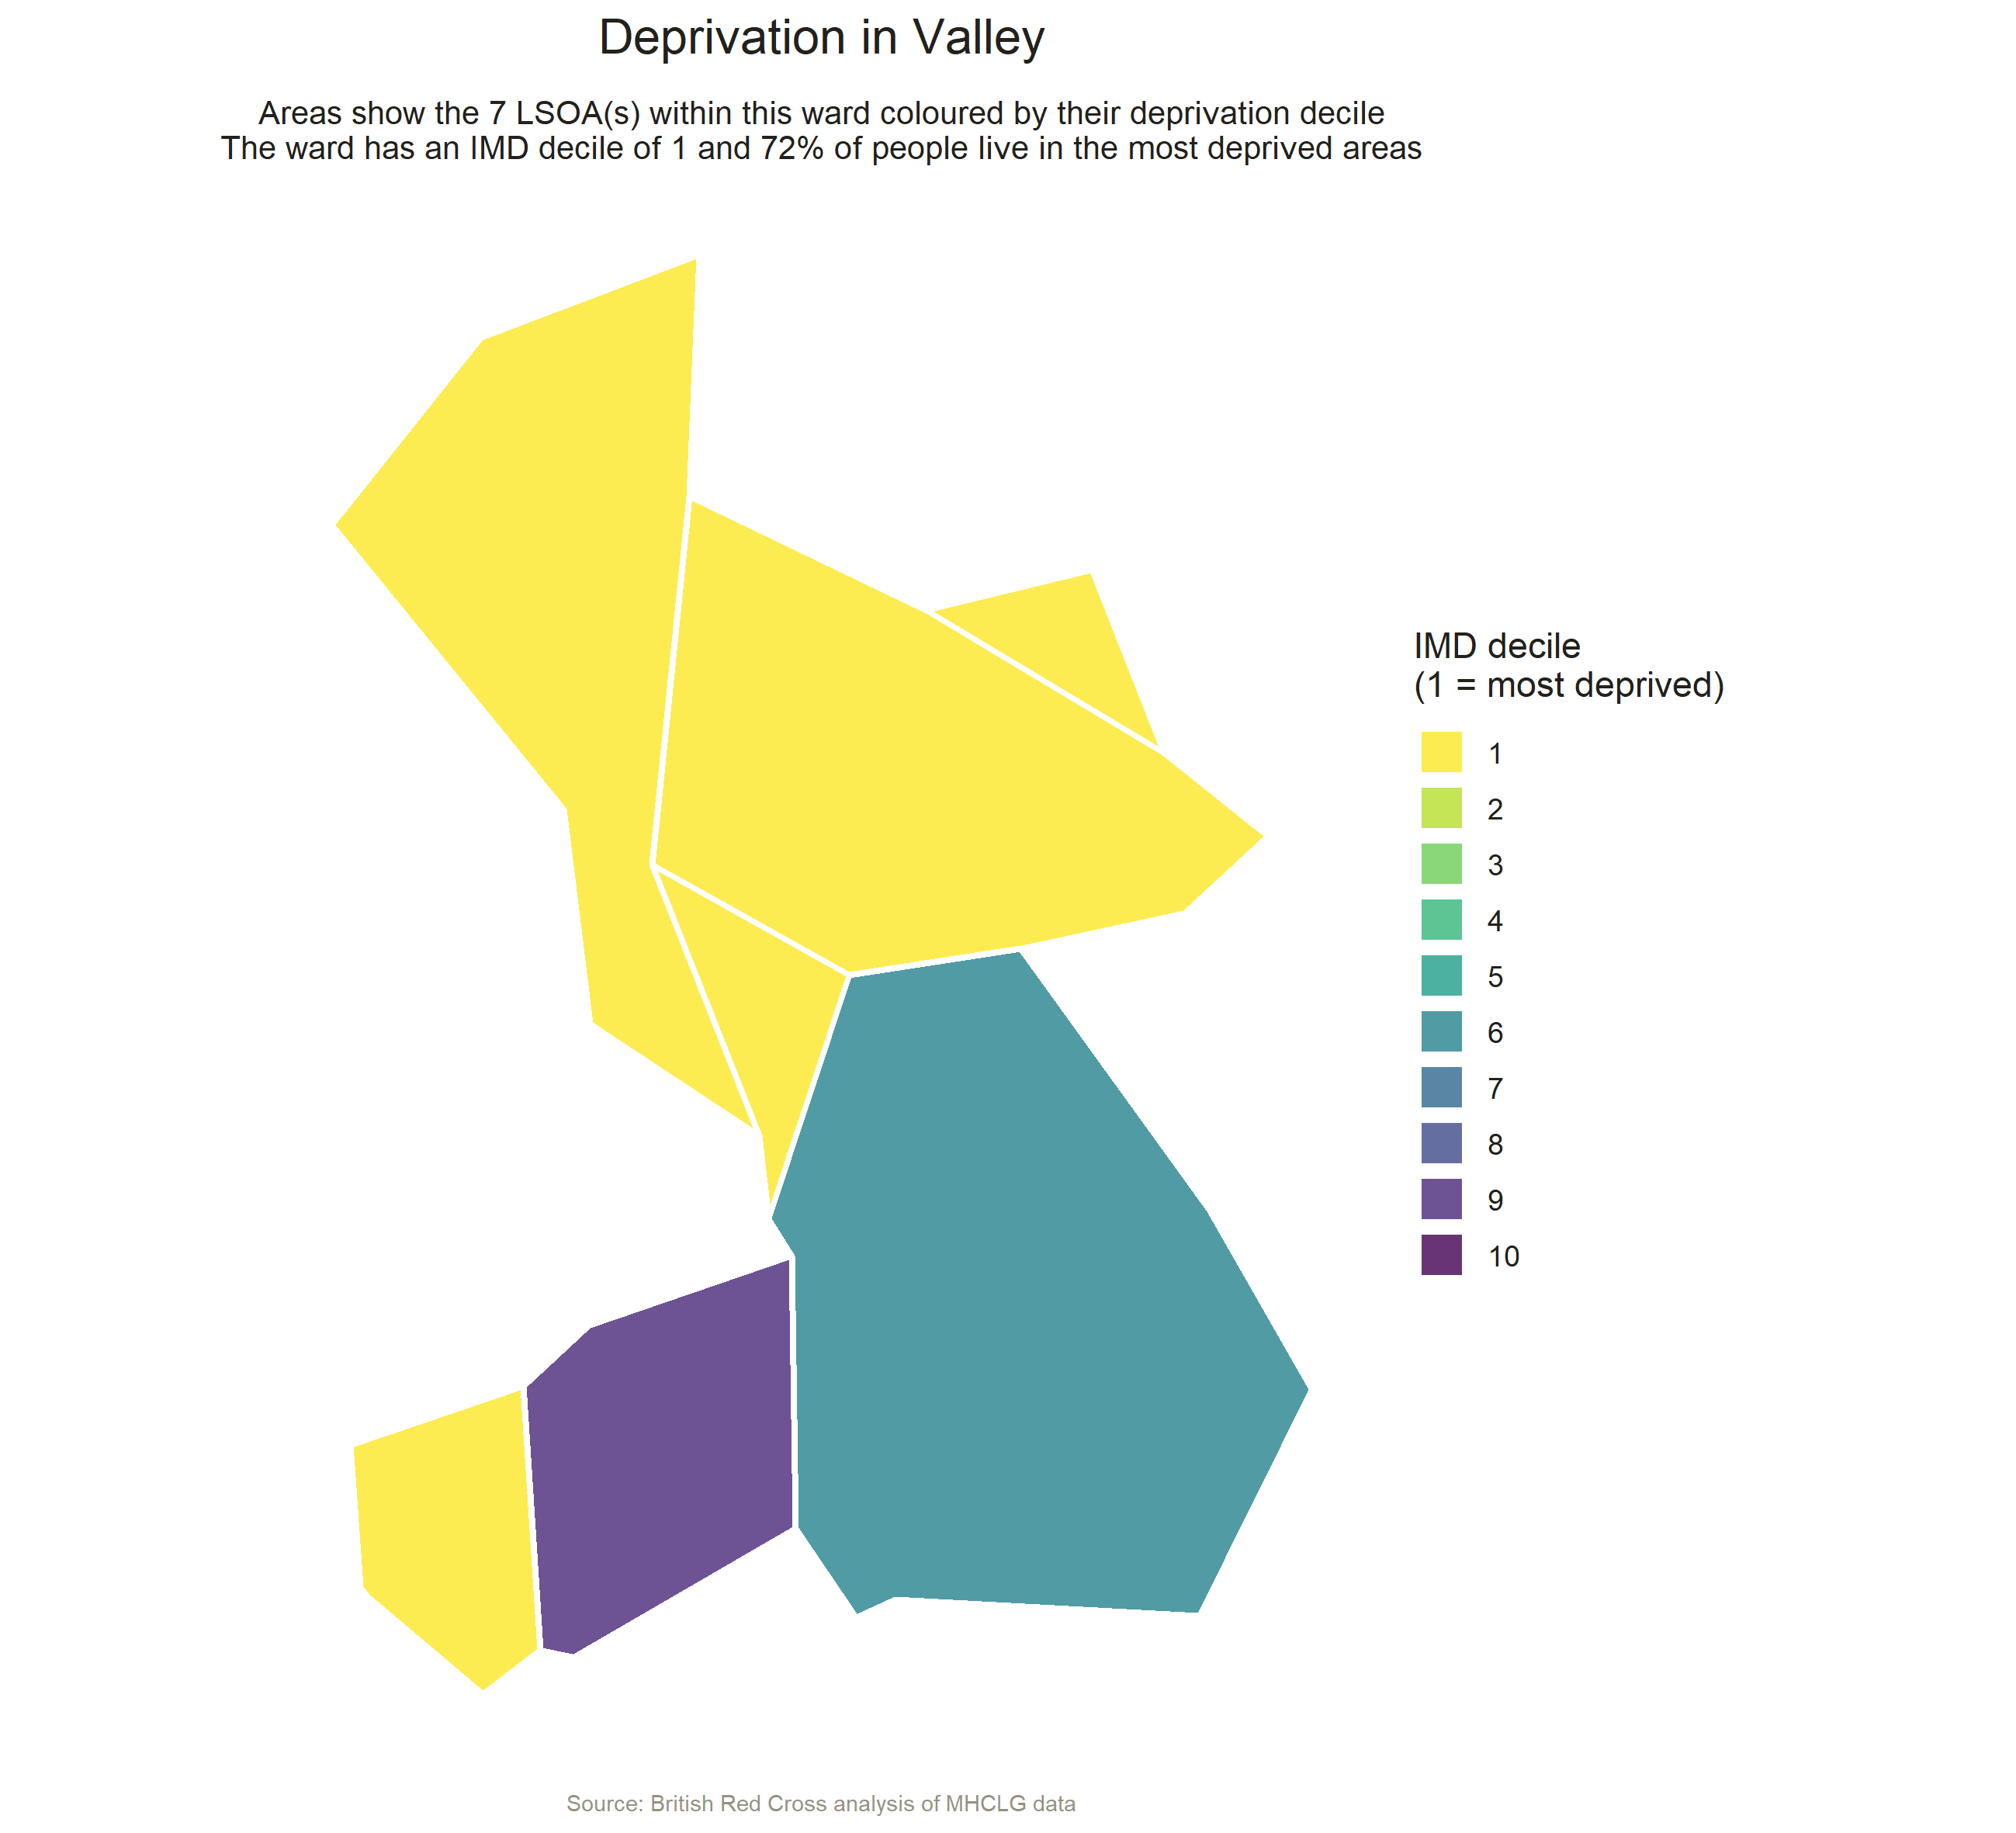 Deprivation in Valley
Areas show the 7 LSOA(s) within this ward coloured by their deprivation decile
The ward has an IMD decile of 1 and 72% of people live in the most deprived areas
IMD decile
(1 = most deprived)
1
2
3
4
5
6
7
8
9
10
Source: British Red Cross analysis of MHCLG data